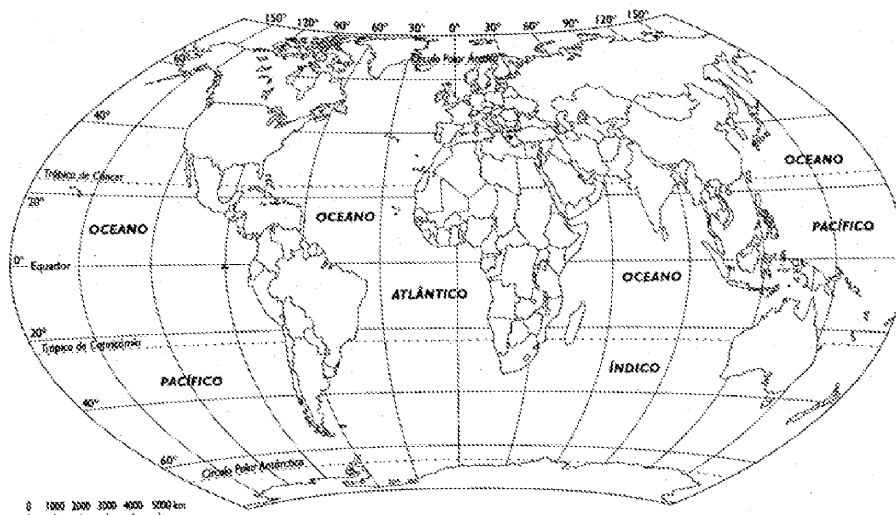 150° 120° 90° 60° 30° 0° 30° 60° 90° 120° 150°
Círculo Polar Ártico
60°
40°
Trópico de Câncer
20°
OCEANO
OCEANO
OCEANO
PACÍFICO
0° Equador
ATLÂNTICO
OCEANO
20°
Trópico de Capricórnio
PACÍFICO
ÍNDICO
40°
60°
Círculo Polar Antártico
0 1000 2000 3000 4000 5000 km